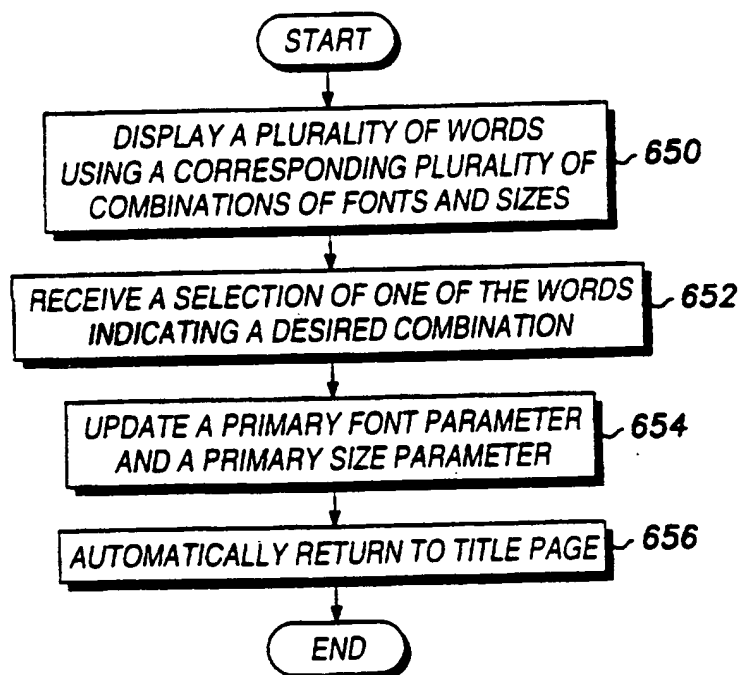 START
DISPLAY A PLURALITY OF WORDS
USING A CORRESPONDING PLURALITY OF
COMBINATIONS OF FONTS AND SIZES
650
RECEIVE A SELECTION OF ONE OF THE WORDS
INDICATING A DESIRED COMBINATION
652
UPDATE A PRIMARY FONT PARAMETER
AND A PRIMARY SIZE PARAMETER
654
AUTOMATICALLY RETURN TO TITLE PAGE
656
END